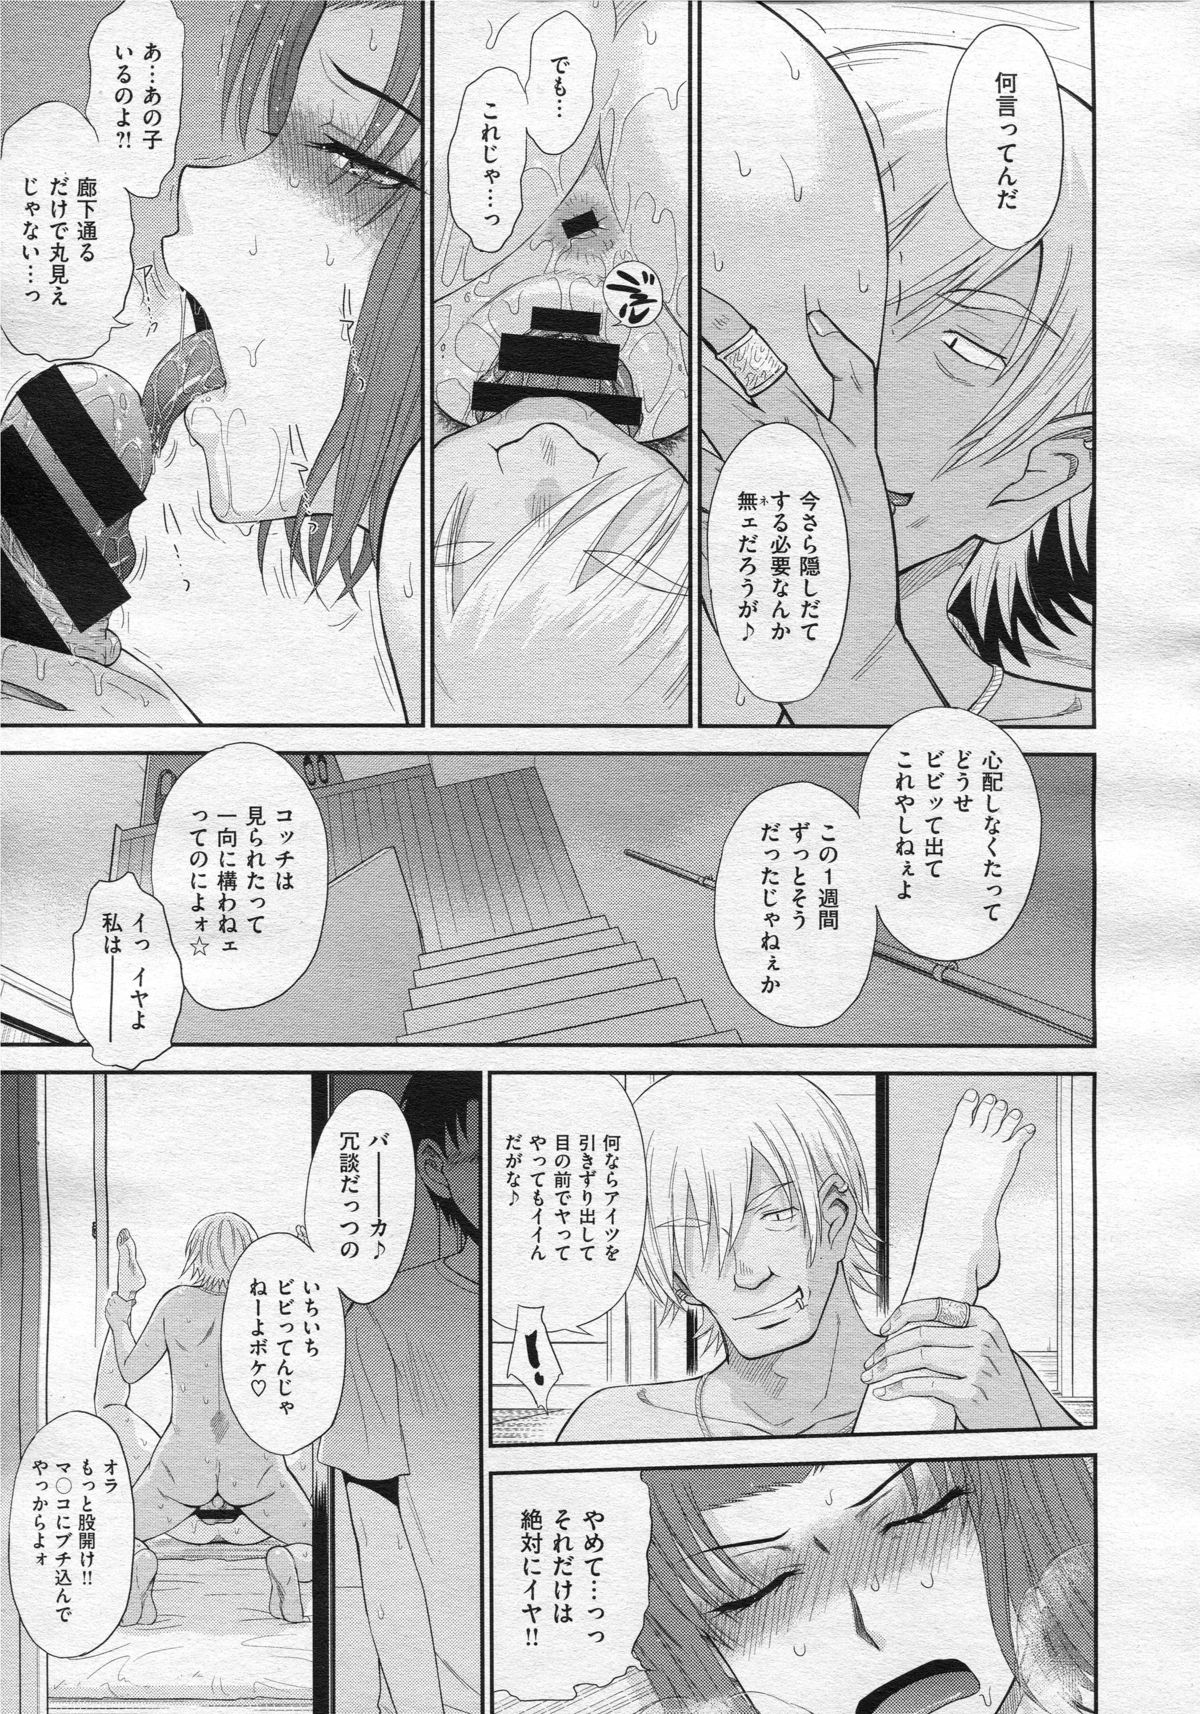 何言ってんだ
今さら隠しだて
する必要なんか
無ェだろうが♪
ネ
でも…
これじゃ…っ
あ…あの子
いるのよ?!
廊下通る
だけで丸見え
じゃない…っ
心配しなくたって
どうせ
ビビッて出て
これやしねぇよ
この1週間
ずっとそう
だったじゃねぇか
コッチは
見られたって
一向に構わねェ
ってのによォ☆
イっ イヤよ
私は――
何ならアイツを
引きずり出して
目の前でヤって
やってもイイん
だがな♪
！
やめて…っっ
それだけは
絶対にイヤ!!
バ――カ♪
冗談だっつの
いちいち
ビビってんじゃ
ねーよボケ♡
オラ
もっと股開け!!
マ〇コにブチ込んで
やっからよォ